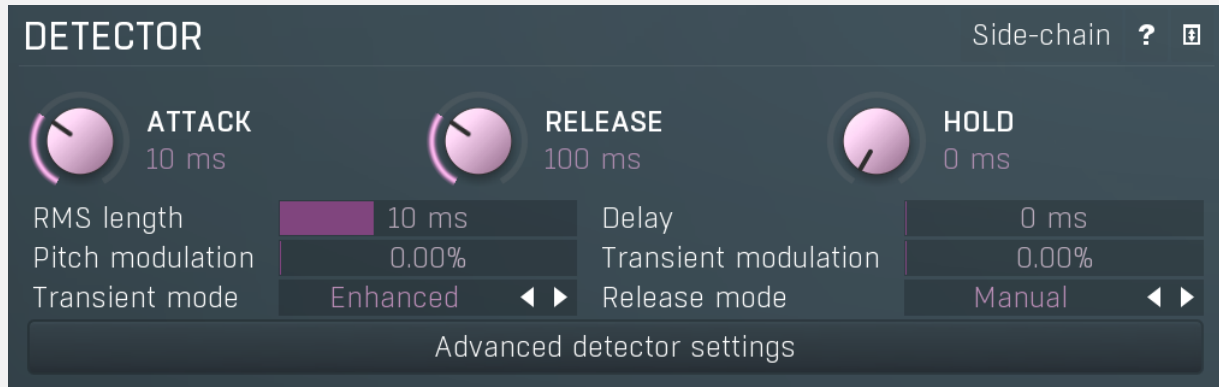 DETECTOR Side-chain ?
ATTACK RELEASE HOLD
10 ms 100 ms 0 ms
RMS length 10 ms Delay 0 ms
Pitch modulation 0.00% Transient modulation 0.00%
Transient mode Enhanced Release mode Manual
Advanced detector settings